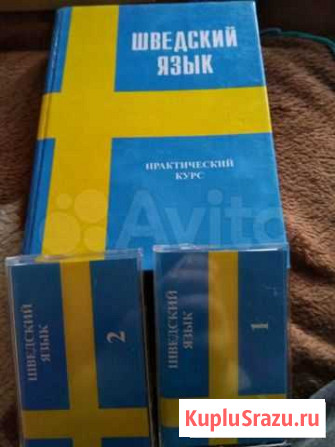 ШВЕДСКИЙ
ЯЗЫК
ПРАКТИЧЕСКИЙ
КУРС
Avito
ШВЕДСКИЙ
ЯЗЫК
2
ШВЕДСКИЙ
ЯЗЫК
1
KupluSrazu.ru